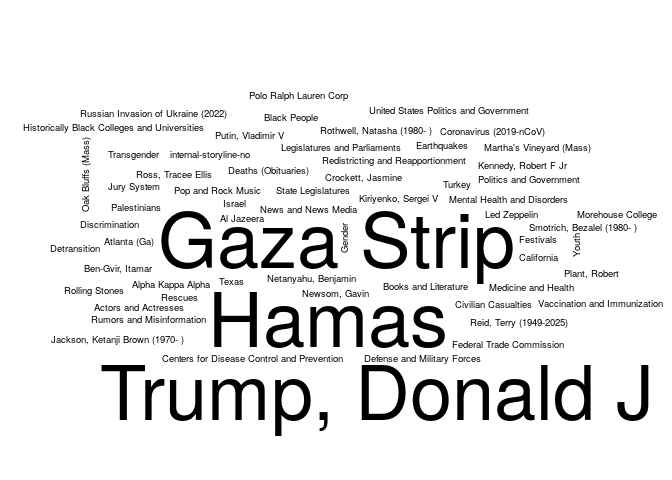 Polo Ralph Lauren Corp
Russian Invasion of Ukraine (2022)
Black People
United States Politics and Government
Historically Black Colleges and Universities
Putin, Vladimir V
Rothwell, Natasha (1980- )
Coronavirus (2019-nCoV)
Oak Bluffs (Mass)
Transgender
internal-storyline-no
Legislatures and Parliaments
Earthquakes
Martha's Vineyard (Mass)
Redistricting and Reapportionment
Kennedy, Robert F Jr
Ross, Tracee Ellis
Deaths (Obituaries)
Crockett, Jasmine
Politics and Government
Jury System
Pop and Rock Music
State Legislatures
Turkey
Kiriyenko, Sergei V
Mental Health and Disorders
Palestinians
Israel
News and News Media
Al Jazeera
Led Zeppelin
Morehouse College
Discrimination
Gender
Smotrich, Bezalel (1980- )
Detransition
Atlanta (Ga)
Gaza Strip
Festivals
Youth
California
Ben-Gvir, Itamar
Plant, Robert
Rolling Stones
Alpha Kappa Alpha
Texas
Netanyahu, Benjamin
Books and Literature
Medicine and Health
Rescues
Newsom, Gavin
Actors and Actresses
Civilian Casualties
Vaccination and Immunization
Rumors and Misinformation
Hamas
Reid, Terry (1949-2025)
Jackson, Ketanji Brown (1970- )
Federal Trade Commission
Centers for Disease Control and Prevention
Defense and Military Forces
Trump, Donald J